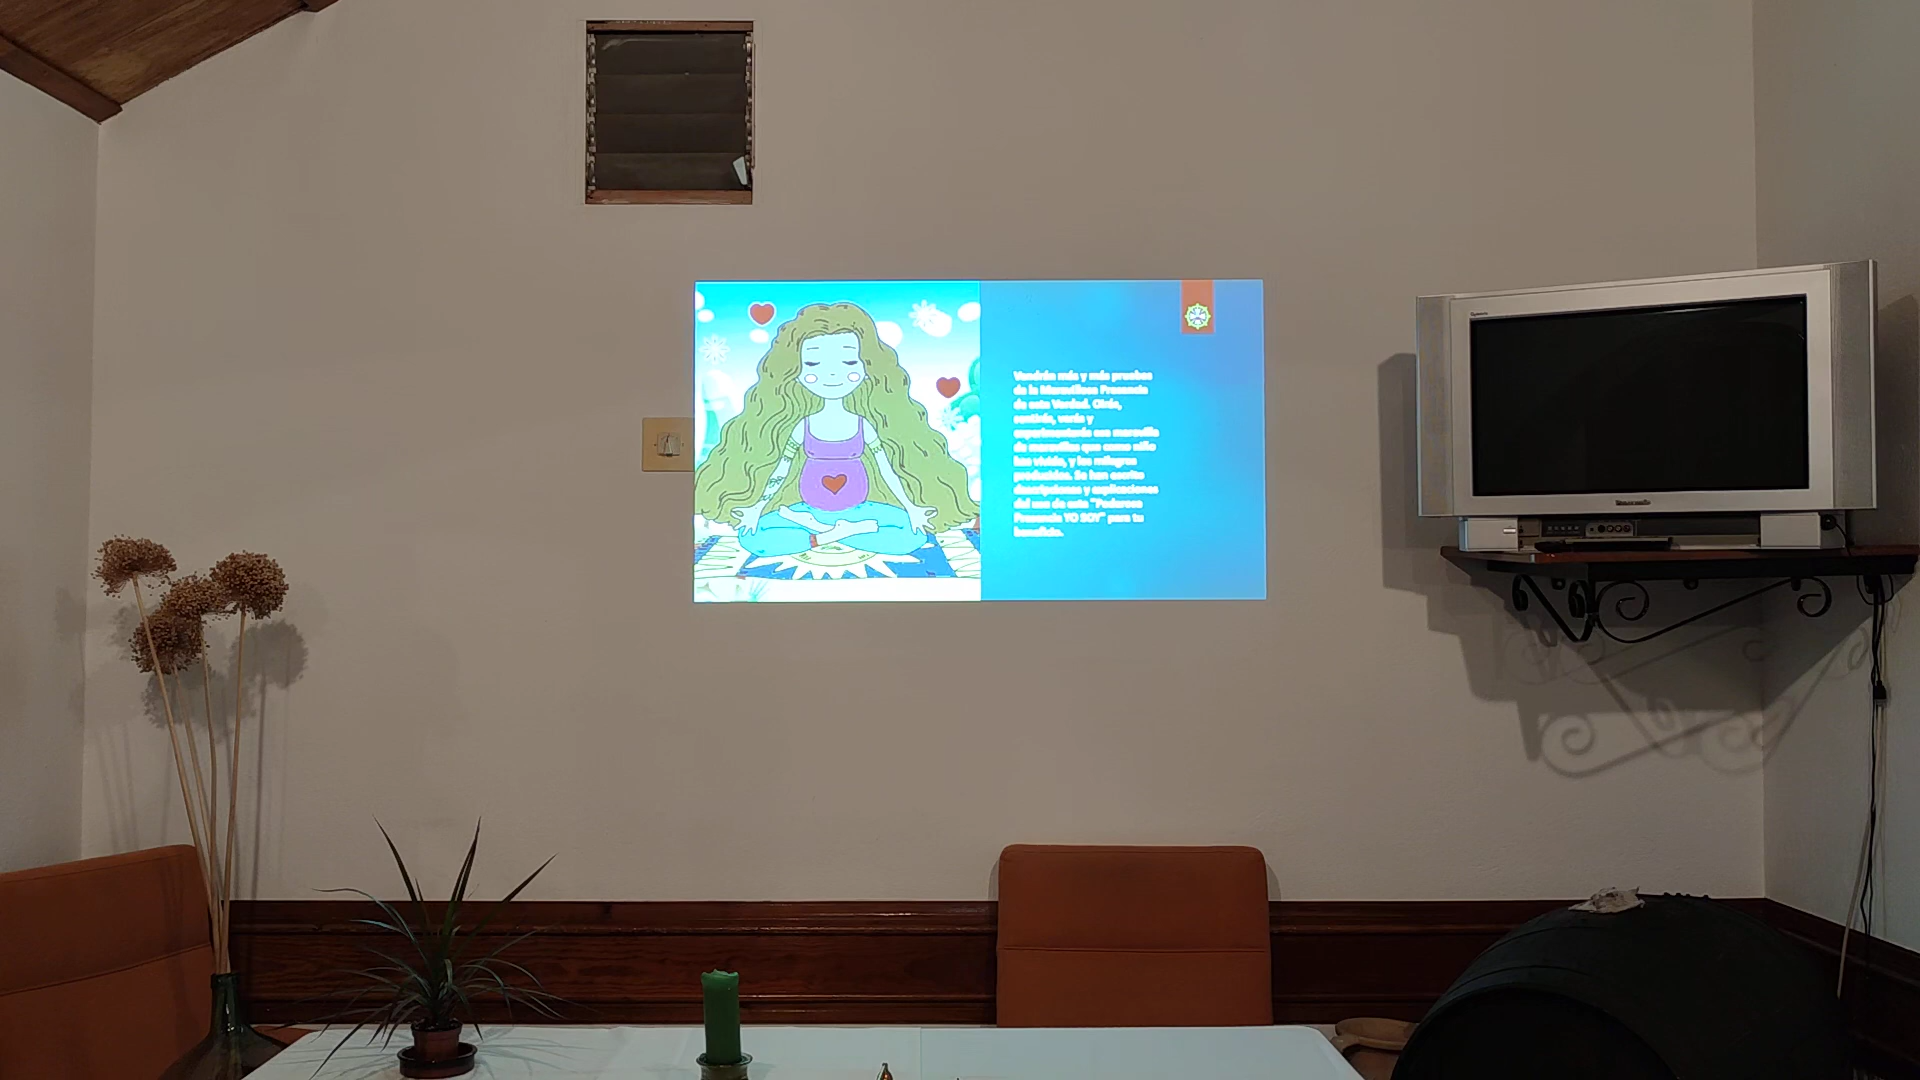 Vendrán más y más pruebas
de la Maravillosa Presencia
de esta Verdad. Oirás,
sentirás, verás y
experimentarás esa maravilla
de maravillas que como niño
has vivido, y los milagros
producidos. Se han escrito
descripciones y explicaciones
del uso de esta "Poderosa
Presencia YO SOY" para tu
beneficio.